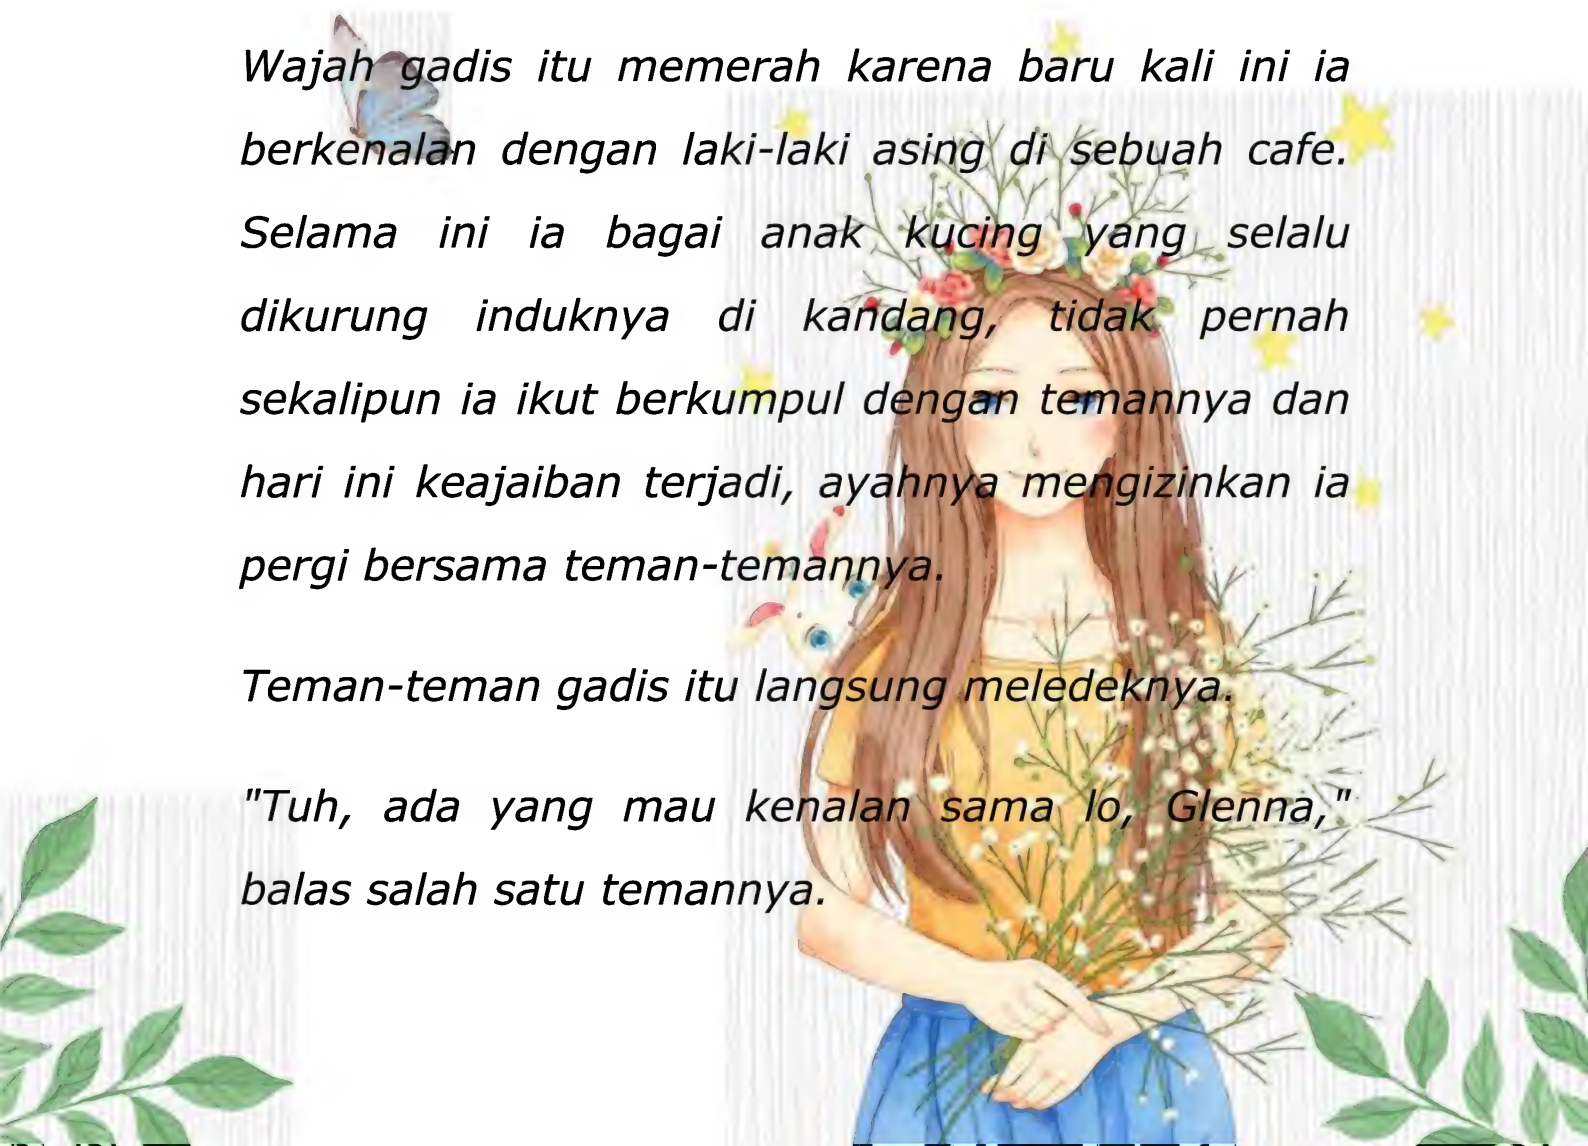 Wajah gadis itu memerah karena baru kali ini ia
berkenalan dengan laki-laki asing di sebuah cafe.
Selama ini ia bagai anak kucing yang selalu
dikurung induknya di kandang, tidak pernah
sekalipun ia ikut berkumpul dengan temannya dan
hari ini keajaiban terjadi, ayahnya mengizinkan ia
pergi bersama teman-temannya.
Teman-teman gadis itu langsung meledeknya.
"Tuh, ada yang mau kenalan sama lo, Glenna,"
balas salah satu temannya.